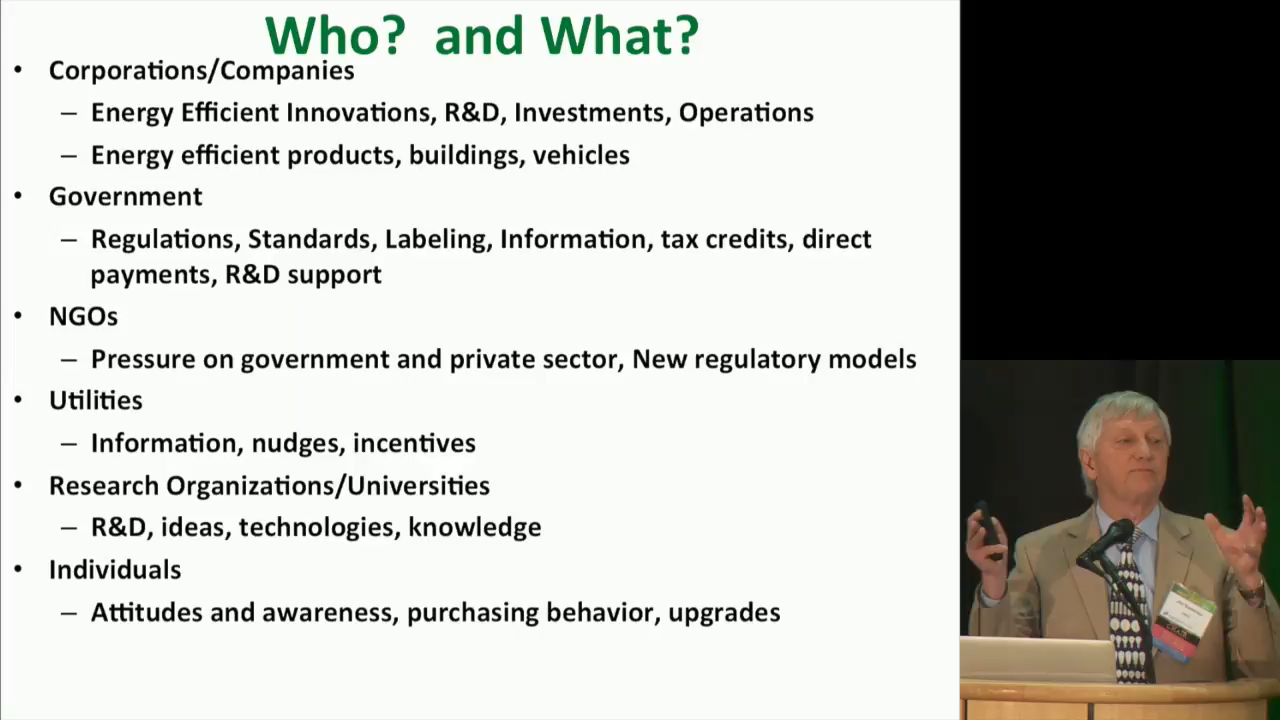 Who? and What?
• Corporations/Companies
– Energy Efficient Innovations, R&D, Investments, Operations
– Energy efficient products, buildings, vehicles
• Government
– Regulations, Standards, Labeling, Information, tax credits, direct
payments, R&D support
• NGOs
– Pressure on government and private sector, New regulatory models
• Utilities
– Information, nudges, incentives
• Research Organizations/Universities
– R&D, ideas, technologies, knowledge
• Individuals
– Attitudes and awareness, purchasing behavior, upgrades